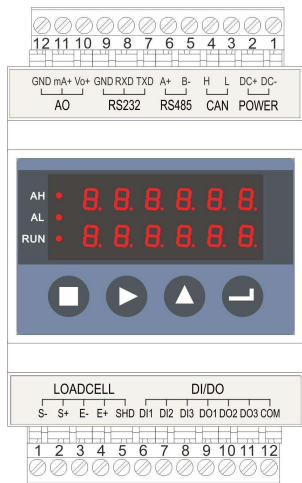 12 11 10 9 8 7 6 5 4 3 2 1
GND mA+ Vo+ GND RXD TXD A+ B- H L DC+ DC-
AO RS232 RS485 CAN POWER
AH 8.8.8.8.8.8.
AL
RUN 8.8.8.8.8.8.
LOADCELL DI/DO
S- S+ E- E+ SHD DI1 DI2 DI3 DO1 DO2 DO3 COM
1 2 3 4 5 6 7 8 9 10 11 12